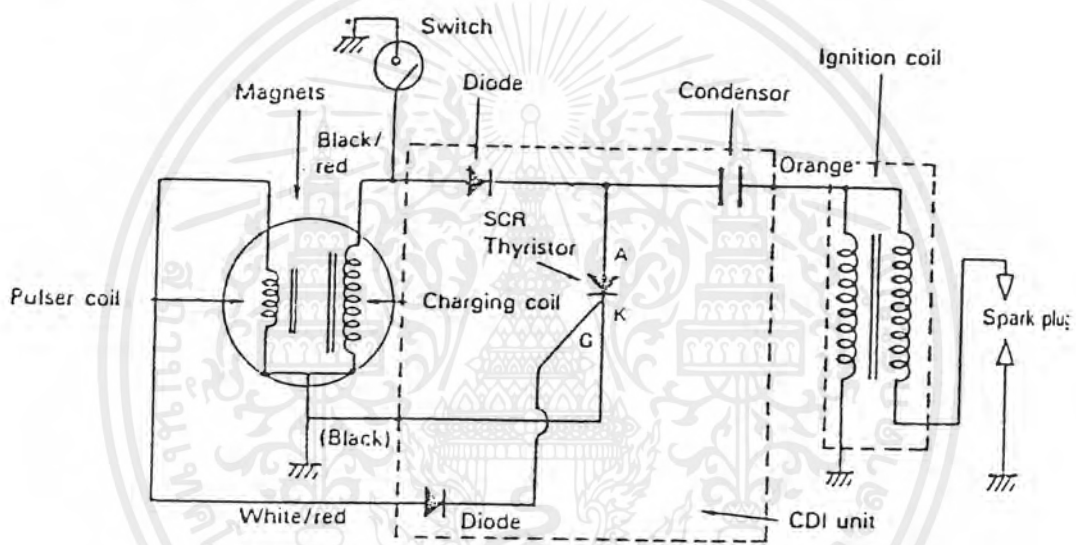 Switch
Ignition coil
Magnets
Diode
Condensor
Black/
red
Orange
SCR
Thyristor
A
Pulser coil
Charging coil
K
G
Spark plug
(Black)
White/red
Diode
CDI unit